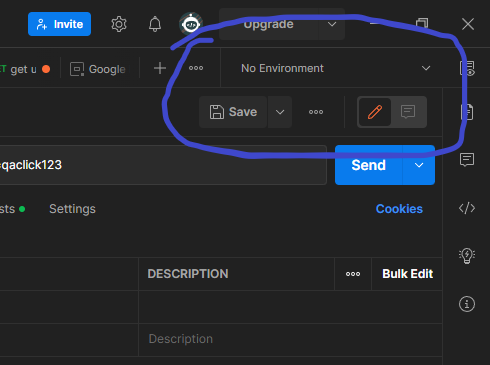 Invite
Upgrade
get u
Google
No Environment
Save
qaclick123
Send
sts
Settings
Cookies
DESCRIPTION
Bulk Edit
Description